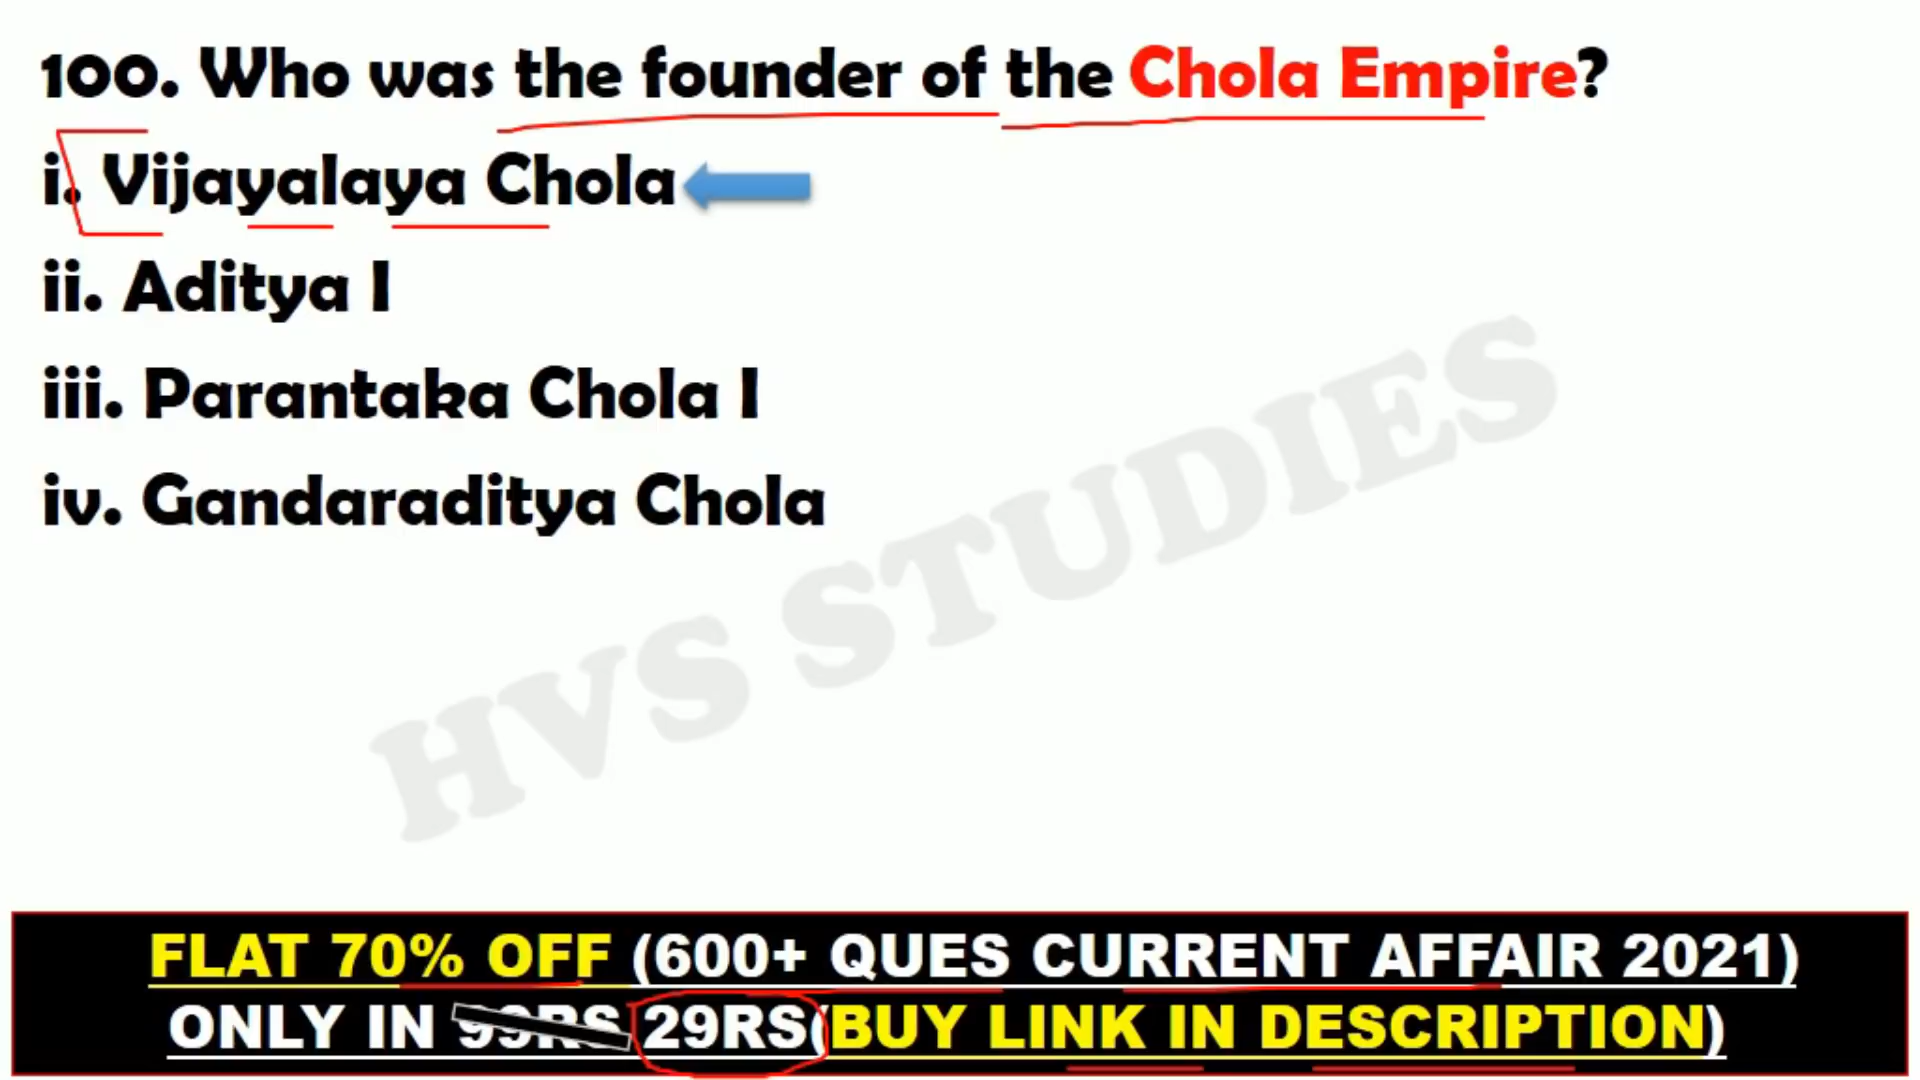 100. Who was the founder of the Chola Empire?
i. Vijayalaya Chola
ii. Aditya I
iii. Parantaka Chola I
iv. Gandaraditya Chola
HVS STUDIES
FLAT 70% OFF (600+ QUES CURRENT AFFAIR 2021)
ONLY IN 99RS 29RS(BUY LINK IN DESCRIPTION)